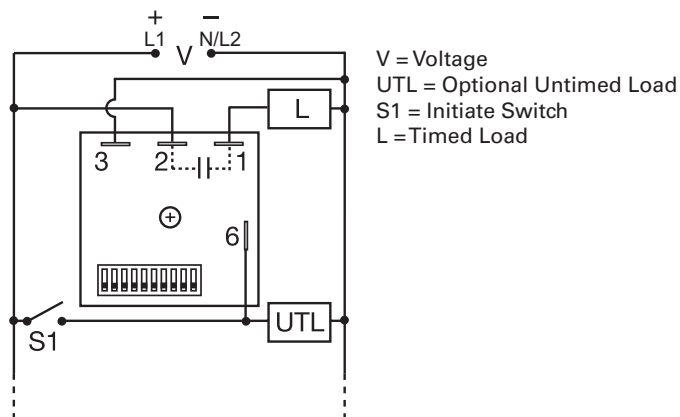 + −
L1 V N/L2
V = Voltage
UTL = Optional Untimed Load
S1 = Initiate Switch
L = Timed Load
L
3 2 1
6
UTL
S1